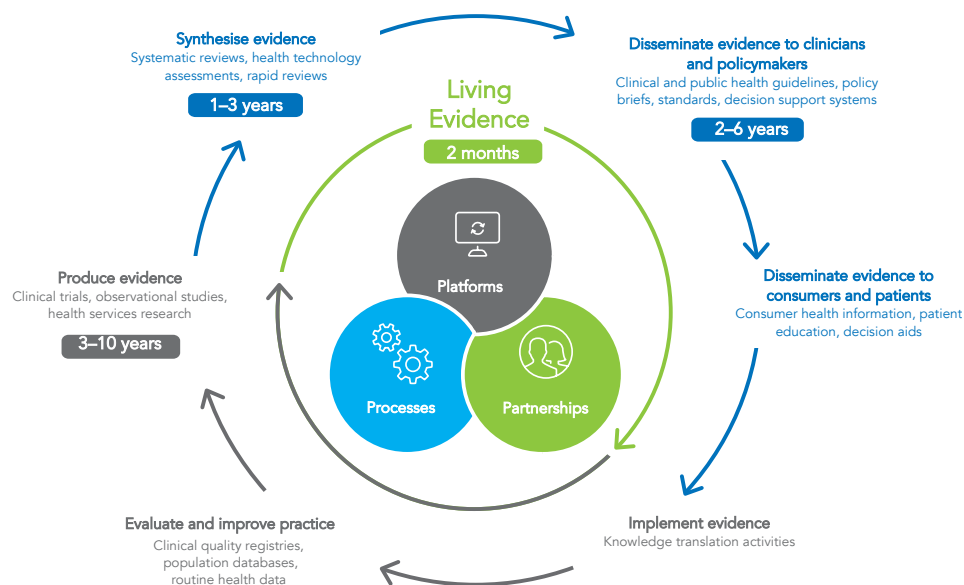 Synthesise evidence
Systematic reviews, health technology
assessments, rapid reviews
1–3 years
Disseminate evidence to clinicians
and policymakers
Clinical and public health guidelines, policy
briefs, standards, decision support systems
2–6 years
Living
Evidence
2 months
Platforms
Processes
Partnerships
Produce evidence
Clinical trials, observational studies,
health services research
3–10 years
Disseminate evidence to
consumers and patients
Consumer health information, patient
education, decision aids
Evaluate and improve practice
Clinical quality registries,
population databases,
routine health data
Implement evidence
Knowledge translation activities